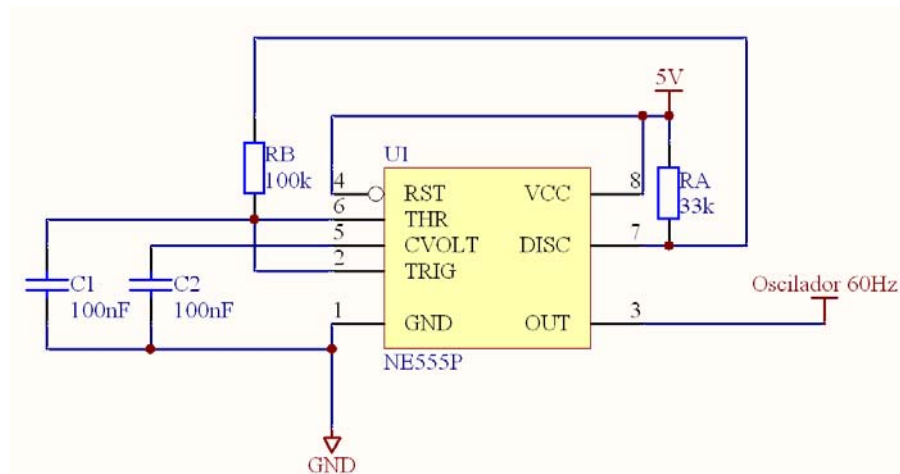 5V
RB
100k
U1
4
RST
VCC
8
RA
33k
6
THR
5
CVOLT
DISC
7
2
TRIG
C1
100nF
C2
100nF
Oscilador 60Hz
1
GND
OUT
3
NE555P
GND